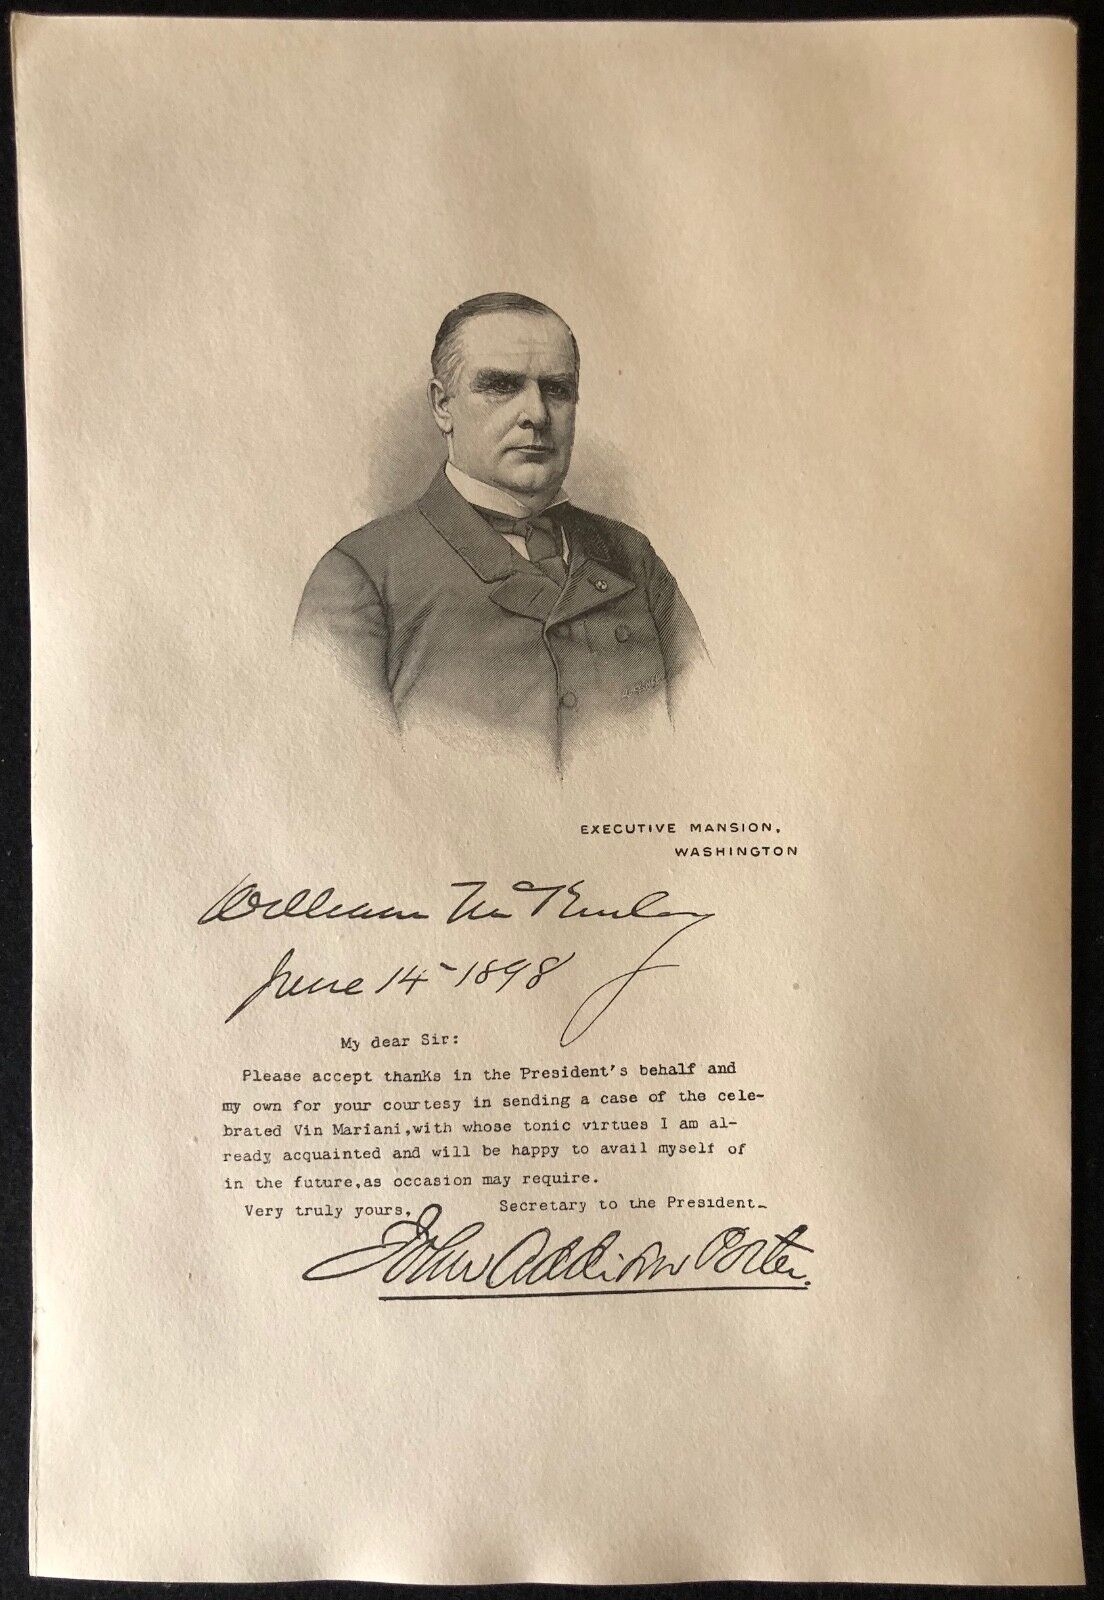 EXECUTIVE MANSION,
WASHINGTON
William McKinley
June 14 - 1898
My dear Sir:
Please accept thanks in the President's behalf and
my own for your courtesy in sending a case of the cele-
brated Vin Mariani,with whose tonic virtues I am al-
ready acquainted and will be happy to avail myself of
in the future,as occasion may require.
Very truly yours, Secretary to the President_
John Addison Porter.